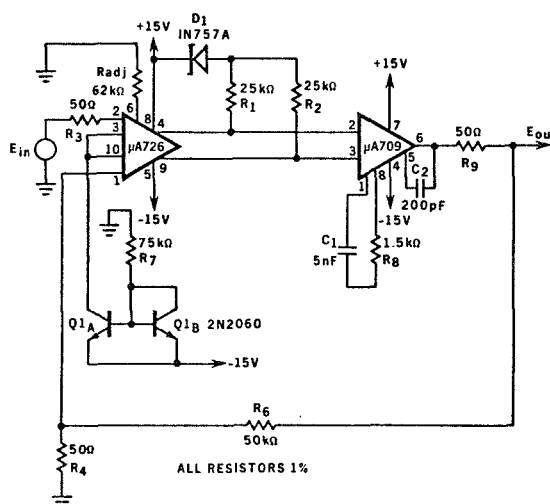 D1
IN757A
+15V
Radj
62kΩ
25kΩ
R1
25kΩ
R2
+15V
50Ω
R3
2
6
8
4
3
10
1
5
9
µA726
Ein
-15V
2
3
7
6
5
4
8
1
µA709
50Ω
R9
Eou
C2
200pF
-15V
C1
5nF
1.5kΩ
R8
75kΩ
R7
Q1A
Q1B 2N2060
-15V
R6
50kΩ
50Ω
R4
ALL RESISTORS 1%